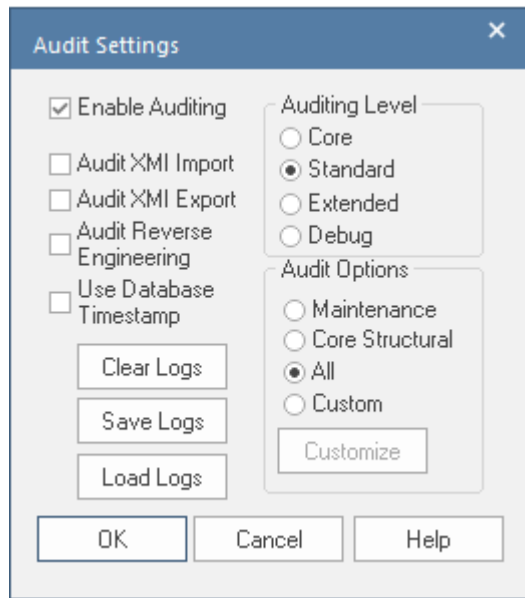 Audit Settings
Enable Auditing
Audit XMI Import
Audit XMI Export
Audit Reverse
Engineering
Use Database
Timestamp
Clear Logs
Save Logs
Load Logs
Auditing Level
Core
Standard
Extended
Debug
Audit Options
Maintenance
Core Structural
All
Custom
Customize
OK
Cancel
Help